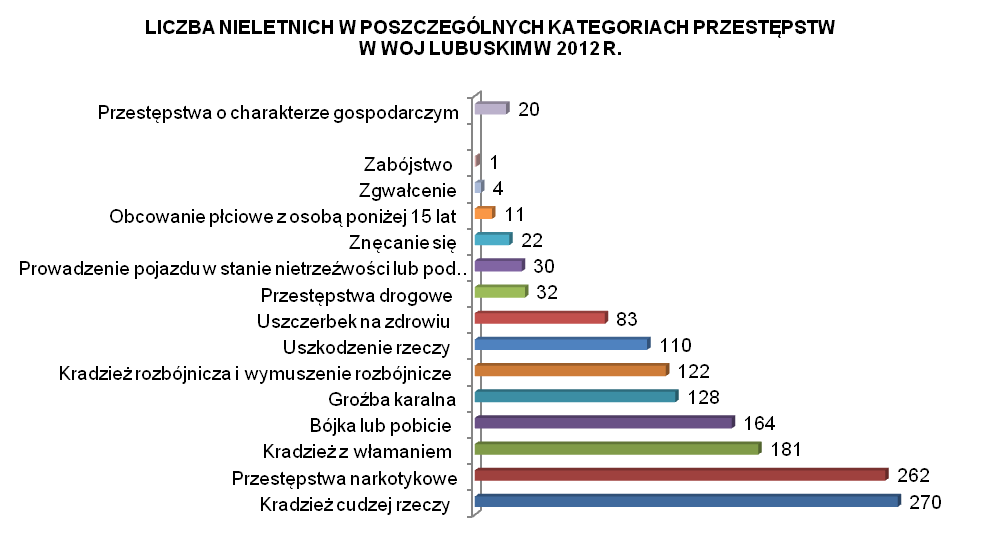 LICZBA NIELETNICH W POSZCZEGÓLNYCH KATEGORIACH PRZESTĘPSTW
W WOJ LUBUSKIM W 2012 R.
Przestępstwa o charakterze gospodarczym 20
Zabójstwo 1
Zgwałcenie 4
Obcowanie płciowe z osobą poniżej 15 lat 11
Znęcanie się 22
Prowadzenie pojazdu w stanie nietrzeźwości lub pod.. 30
Przestępstwa drogowe 32
Uszczerbek na zdrowiu 83
Uszkodzenie rzeczy 110
Kradzież rozbójnicza i wymuszenie rozbójnicze 122
Groźba karalna 128
Bójka lub pobicie 164
Kradzież z włamaniem 181
Przestępstwa narkotykowe 262
Kradzież cudzej rzeczy 270